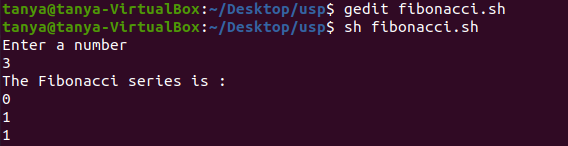 tanya@tanya-VirtualBox:~/Desktop/usp$ gedit fibonacci.sh
tanya@tanya-VirtualBox:~/Desktop/usp$ sh fibonacci.sh
Enter a number
3
The Fibonacci series is :
0
1
1